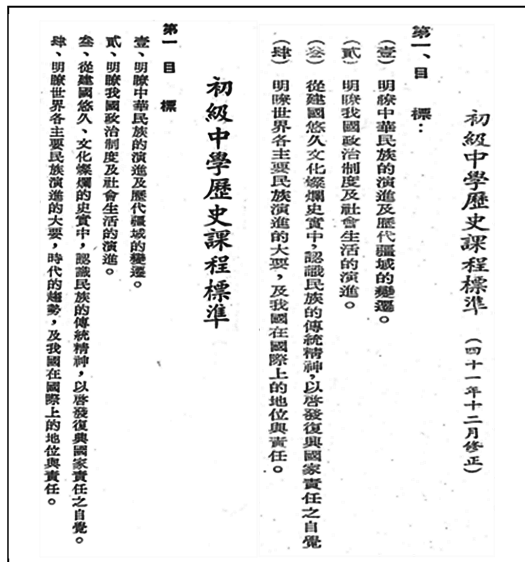 初級中學歷史課程標準(四十一年十二月修正)
第一、目 標：
(壹) 明瞭中華民族的演進及歷代疆域的變遷。
(貳) 明瞭我國政治制度及社會生活的演進。
(叁) 從建國悠久文化燦爛的史實中，認識民族的傳統精神，以啓發復興國家責任之自覺
(肆) 明瞭世界各主要民族演進的大要，及我國在國際上的地位與責任。
初級中學歷史課程標準
第一 目 標
壹、明瞭中華民族的演進及歷代疆域的變遷。
貳、明瞭我國政治制度及社會生活的演進。
叁、從建國悠久、文化燦爛的史實中，認識民族的傳統精神，以啓發復興國家責任之自覺。
肆、明瞭世界各主要民族演進的大要，時代的趨勢，及我國在國際上的地位與責任。